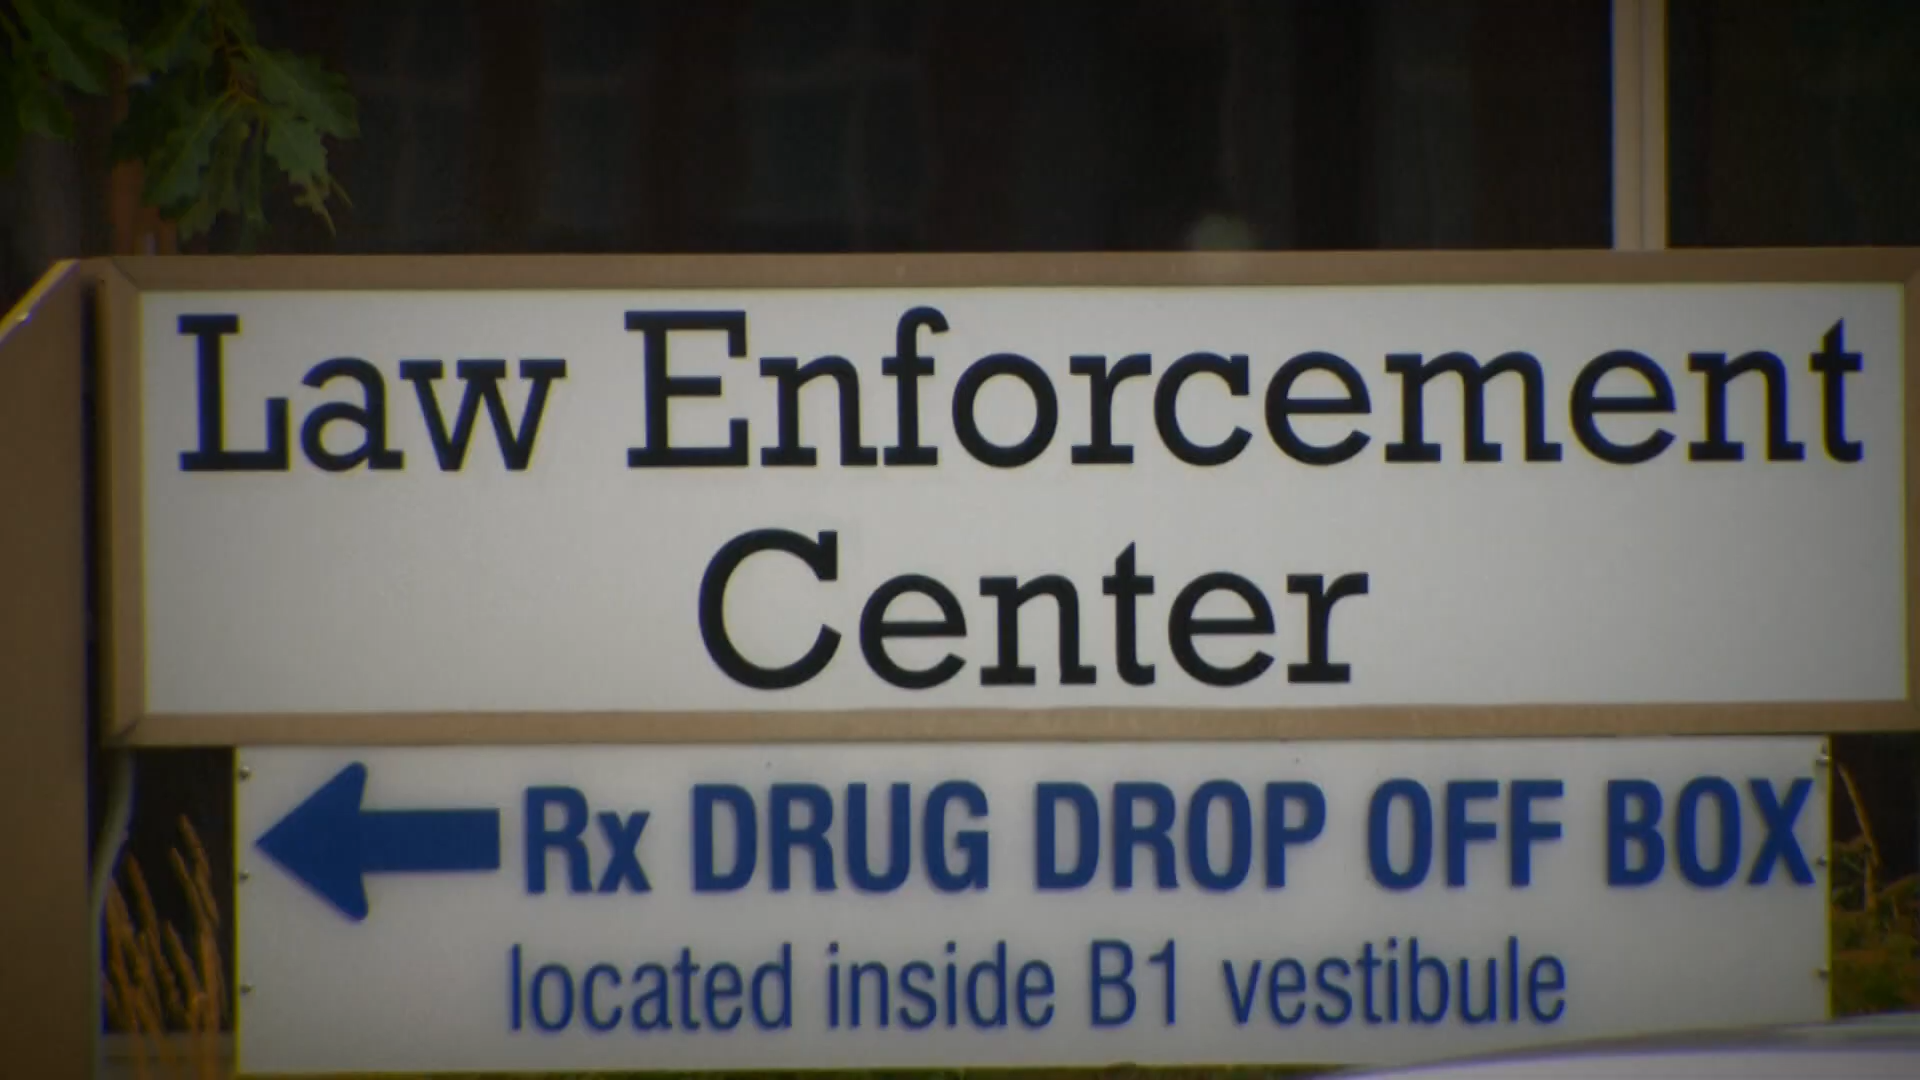 Law Enforcement
Center
Rx DRUG DROP OFF BOX
located inside B1 vestibule